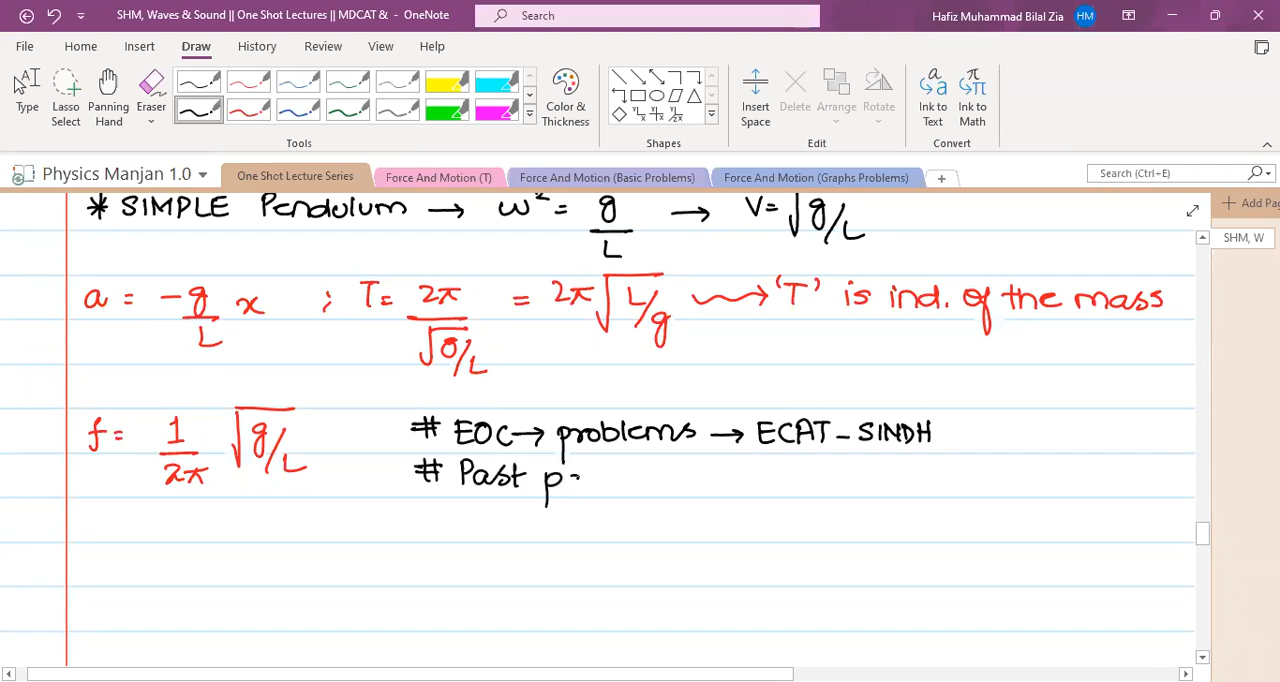 SHM, Waves & Sound || One Shot Lectures || MDCAT & - OneNote
Search
Hafiz Muhammad Bilal Zia HM
File Home Insert Draw History Review View Help
Type Lasso Select Panning Hand Eraser Color & Thickness Insert Space Delete Arrange Rotate Ink to Text Ink to Math
Tools Shapes Edit Convert
Physics Manjan 1.0 One Shot Lecture Series Force And Motion (T) Force And Motion (Basic Problems) Force And Motion (Graphs Problems) Search (Ctrl+E)
* SIMPLE Pendulum → ω² = g/L → V = √g/L
Add Pag
SHM, W
a = -g/L x ; T = 2π/√g/L = 2π √L/g ⇝ 'T' is ind. of the mass
f = 1/2π √g/L
# EOC → problems → ECAT - SINDH
# Past p